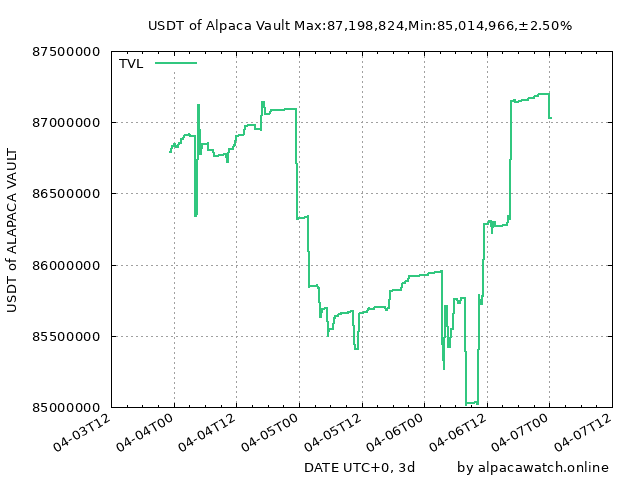 USDT of Alpaca Vault Max:87,198,824,Min:85,014,966,±2.50%
87500000
TVL
87000000
86500000
86000000
85500000
85000000
USDT of ALAPACA VAULT
04-03T12
04-04T00
04-04T12
04-05T00
04-05T12
04-06T00
04-06T12
04-07T00
04-07T12
DATE UTC+0, 3d
by alpacawatch.online